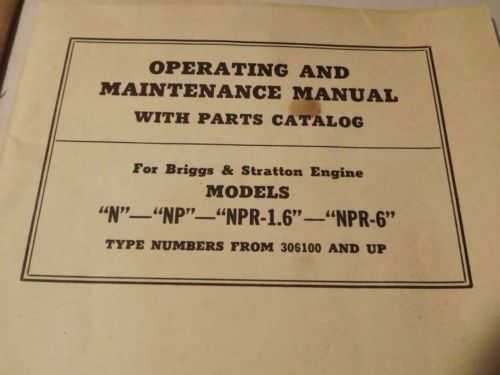 OPERATING AND
MAINTENANCE MANUAL
WITH PARTS CATALOG
For Briggs & Stratton Engine
MODELS
"N"—"NP"—"NPR-1.6"—"NPR-6"
TYPE NUMBERS FROM 306100 AND UP